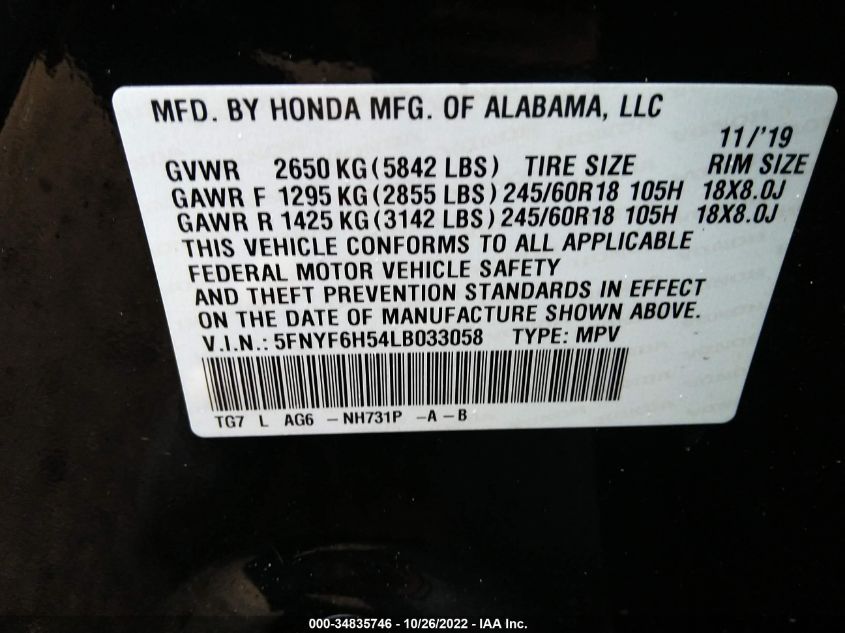 MFD. BY HONDA MFG. OF ALABAMA, LLC
11/'19
GVWR 2650 KG (5842 LBS) TIRE SIZE RIM SIZE
GAWR F 1295 KG (2855 LBS) 245/60R18 105H 18X8.0J
GAWR R 1425 KG (3142 LBS) 245/60R18 105H 18X8.0J
THIS VEHICLE CONFORMS TO ALL APPLICABLE
FEDERAL MOTOR VEHICLE SAFETY
AND THEFT PREVENTION STANDARDS IN EFFECT
ON THE DATE OF MANUFACTURE SHOWN ABOVE.
V.I.N.: 5FNYF6H54LB033058 TYPE: MPV
TG7 L AG6 - NH731P - A - B
000-34835746 - 10/26/2022 - IAA Inc.